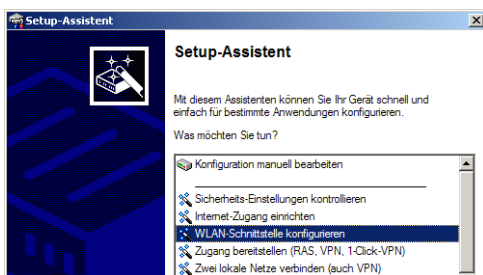 Setup-Assistent
Setup-Assistent
Mit diesem Assistenten können Sie Ihr Gerät schnell und
einfach für bestimmte Anwendungen konfigurieren.
Was möchten Sie tun?
Konfiguration manuell bearbeiten
Sicherheits-Einstellungen kontrollieren
Internet-Zugang einrichten
WLAN-Schnittstelle konfigurieren
Zugang bereitstellen (RAS, VPN, 1-Click-VPN)
Zwei lokale Netze verbinden (auch VPN)